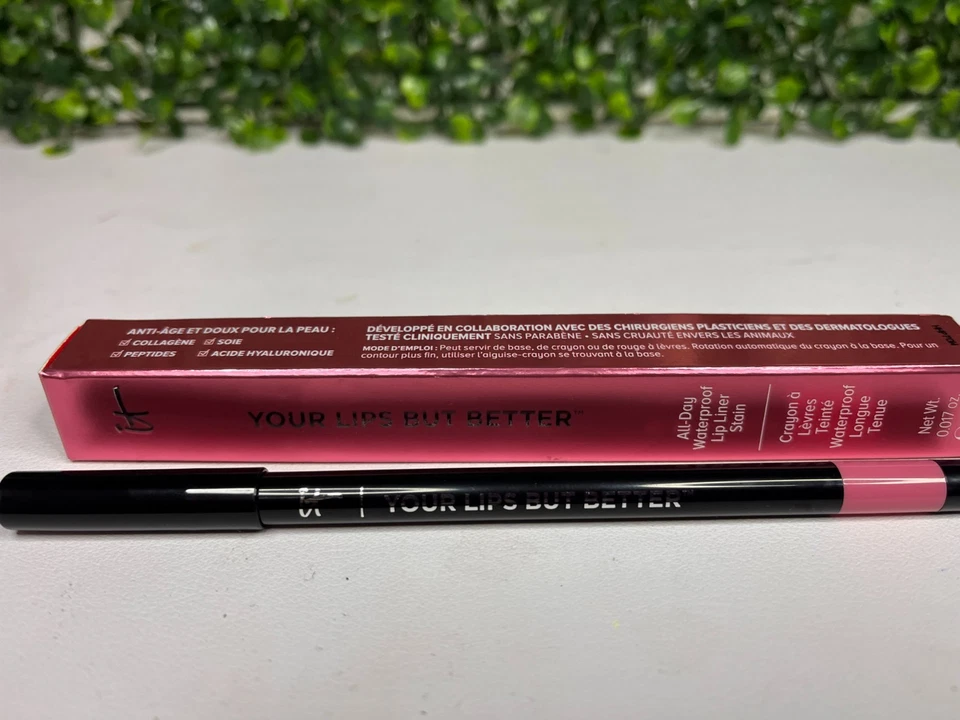 ANTI-ÂGE ET DOUX POUR LA PEAU :
COLLAGÈNE SOIE
PEPTIDES ACIDE HYALURONIQUE
DÉVELOPPÉ EN COLLABORATION AVEC DES CHIRURGIENS PLASTICIENS ET DES DERMATOLOGUES
TESTÉ CLINIQUEMENT SANS PARABÈNE • SANS CRUAUTÉ ENVERS LES ANIMAUX
MODE D'EMPLOI : Peut servir de base, de crayon ou de rouge à lèvres. Rotation automatique du crayon à la base. Pour un
contour plus fin, utiliser l'aiguise-crayon se trouvant à la base.
it
YOUR LIPS BUT BETTER™
All-Day
Waterproof
Lip Liner
Stain
Crayon à
Lèvres
Teinté
Waterproof
Longue
Tenue
Net Wt.
0.017 oz.
it
YOUR LIPS BUT BETTER™